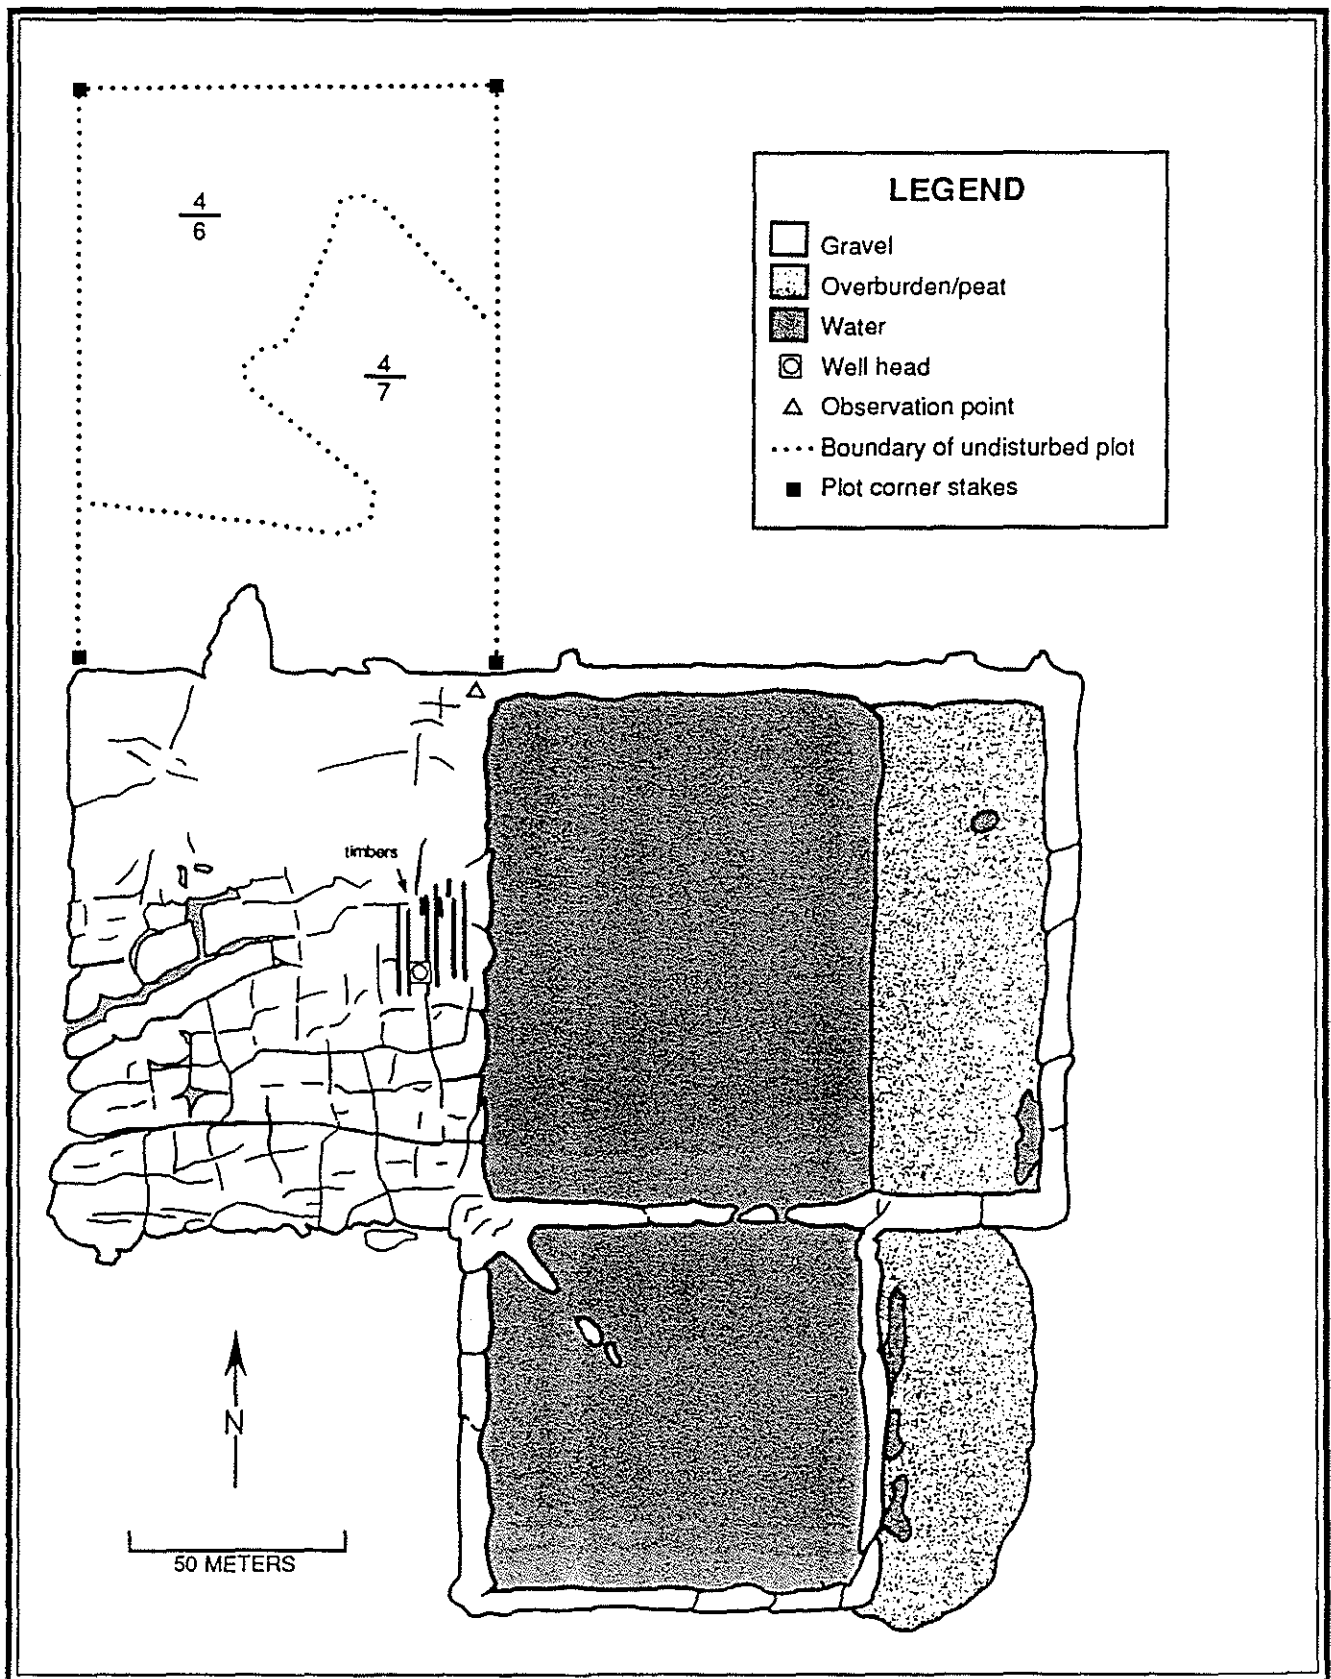 4
6
4
7
LEGEND
Gravel
Overburden/peat
Water
Well head
Observation point
Boundary of undisturbed plot
Plot corner stakes
timbers
N
50 METERS